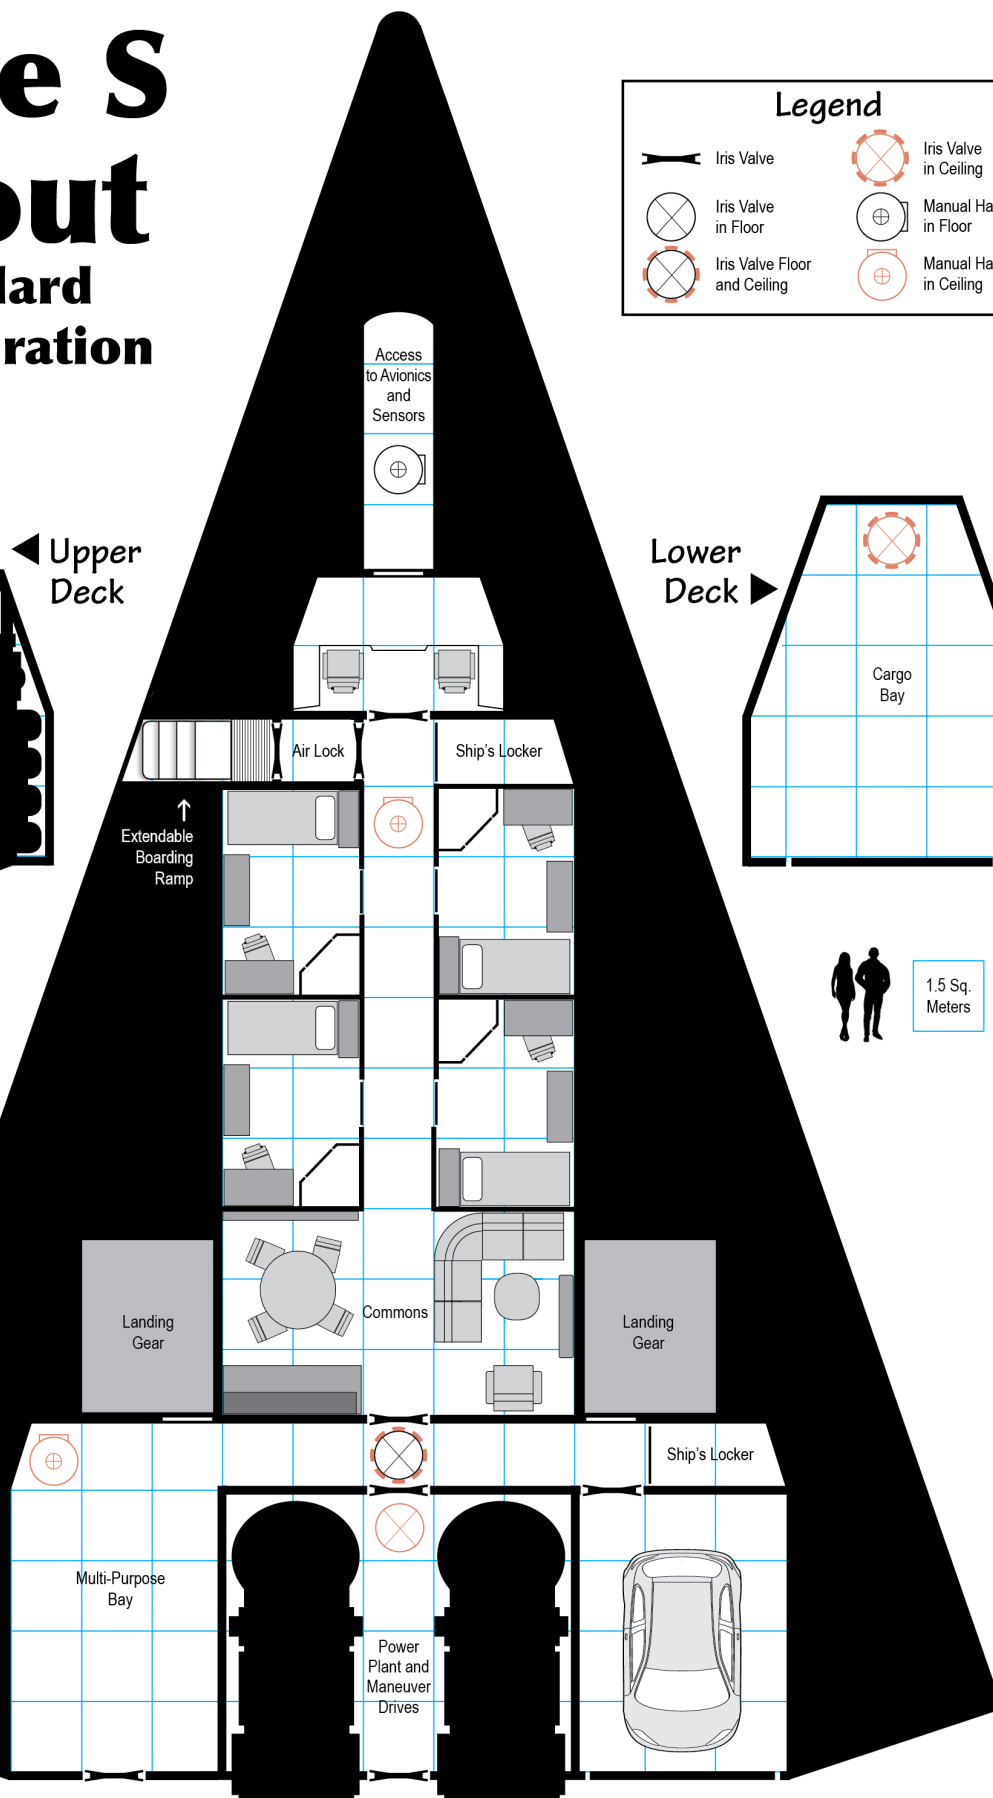 e S
out
dard
ration
Legend
Iris Valve
Iris Valve
in Ceiling
Iris Valve
in Floor
Manual Ha
in Floor
Iris Valve Floor
and Ceiling
Manual Ha
in Ceiling
Access
to Avionics
and
Sensors
Upper
Deck
Lower
Deck
Cargo
Bay
Air Lock
Ship's Locker
Extendable
Boarding
Ramp
1.5 Sq.
Meters
Landing
Gear
Commons
Landing
Gear
Ship's Locker
Multi-Purpose
Bay
Power
Plant and
Maneuver
Drives